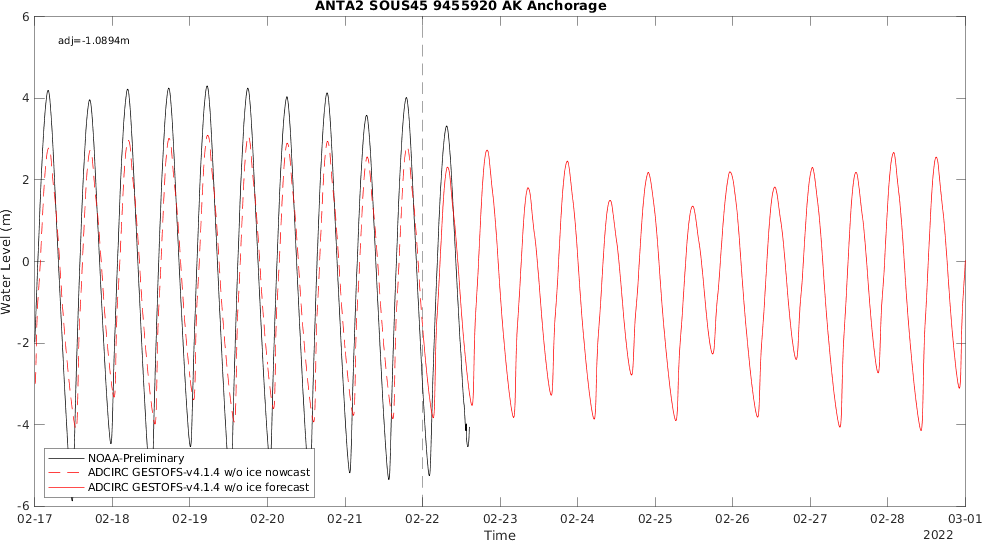 ANTA2 SOUS45 9455920 AK Anchorage
adj=-1.0894m
6
4
2
0
-2
-4
-6
Water Level (m)
NOAA-Preliminary
ADCIRC GESTOFS-v4.1.4 w/o ice nowcast
ADCIRC GESTOFS-v4.1.4 w/o ice forecast
02-17 02-18 02-19 02-20 02-21 02-22 02-23 02-24 02-25 02-26 02-27 02-28 03-01
Time
2022